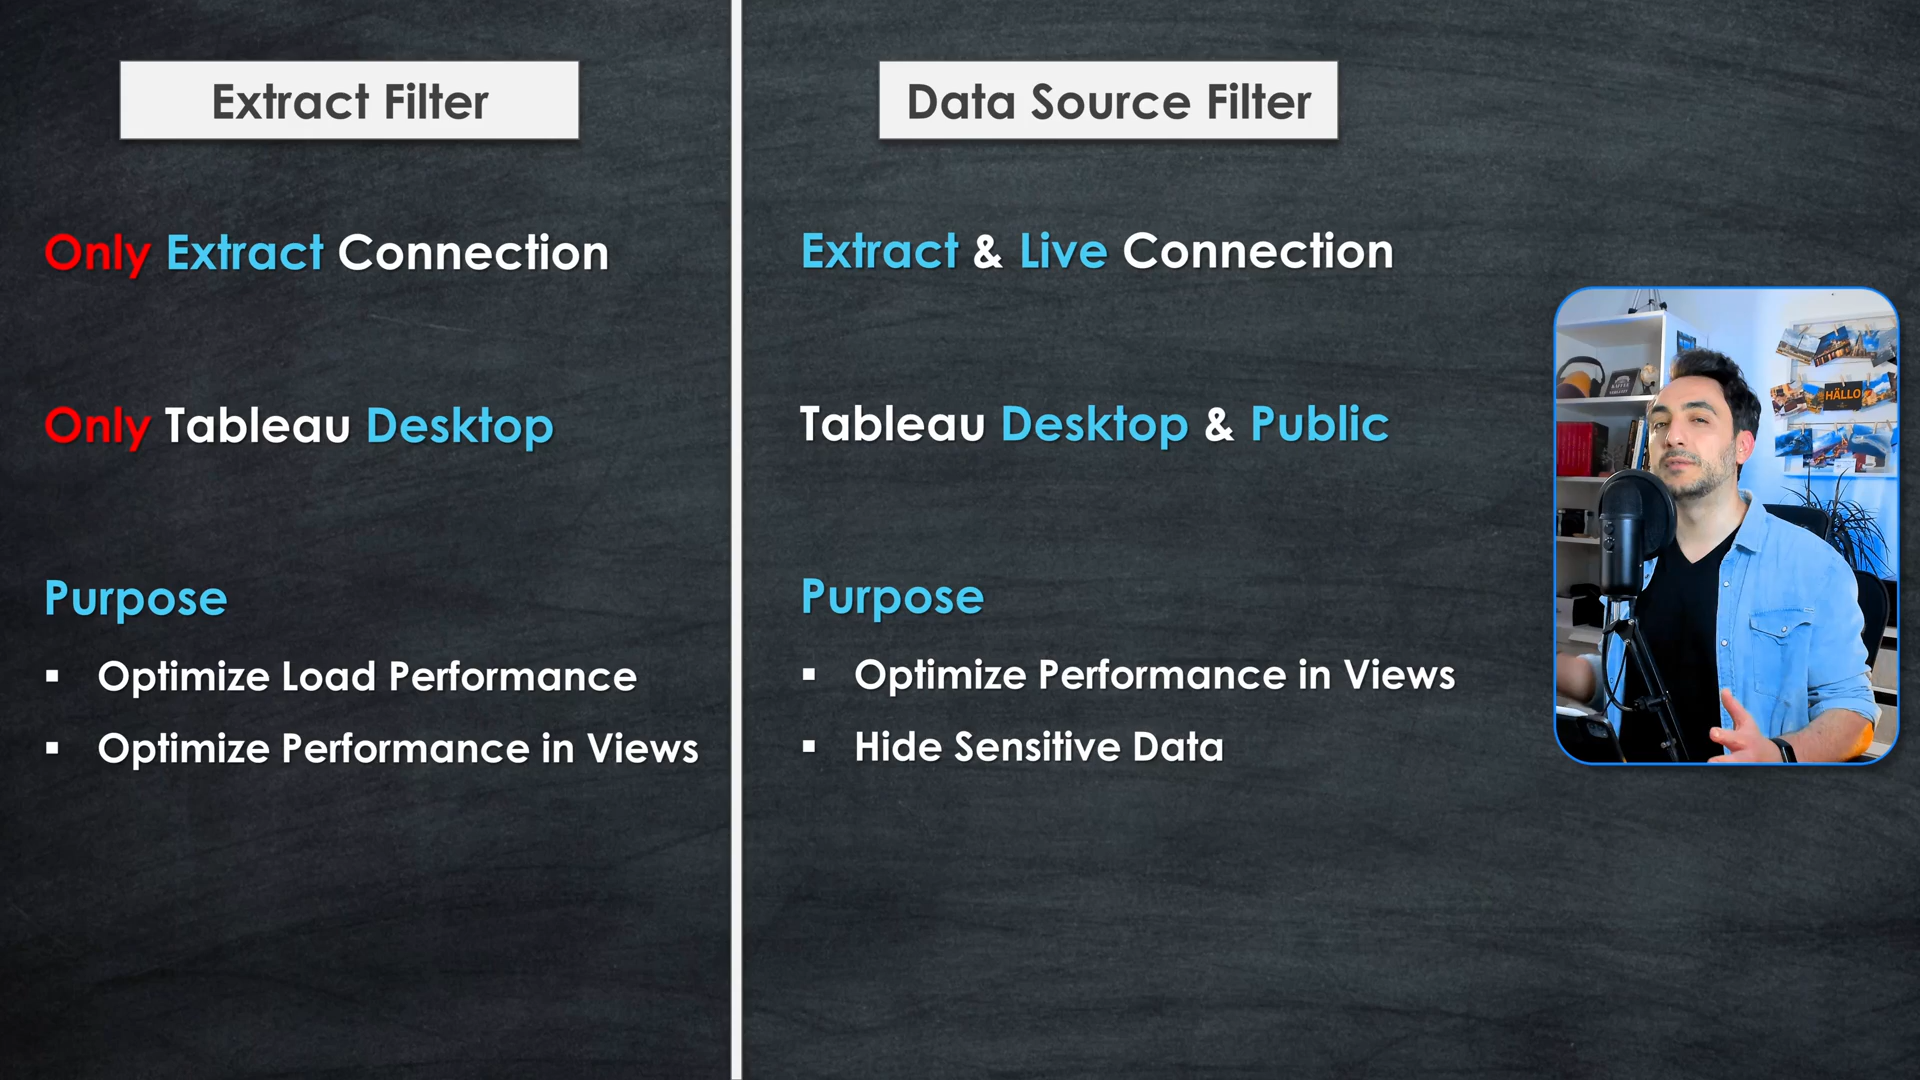 Extract Filter
Only Extract Connection
Only Tableau Desktop
Purpose
▪ Optimize Load Performance
▪ Optimize Performance in Views
Data Source Filter
Extract & Live Connection
Tableau Desktop & Public
Purpose
▪ Optimize Performance in Views
▪ Hide Sensitive Data
HÄLLO